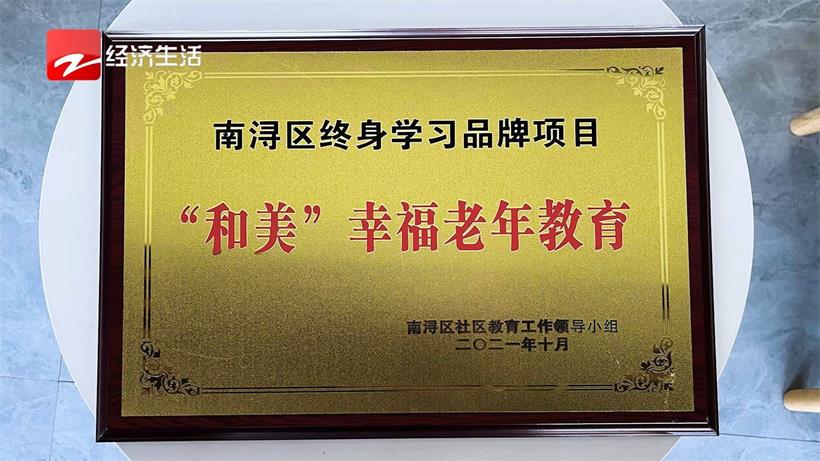 经济生活
南浔区终身学习品牌项目
“和美”幸福老年教育
南浔区社区教育工作领导小组
二〇二一年十月